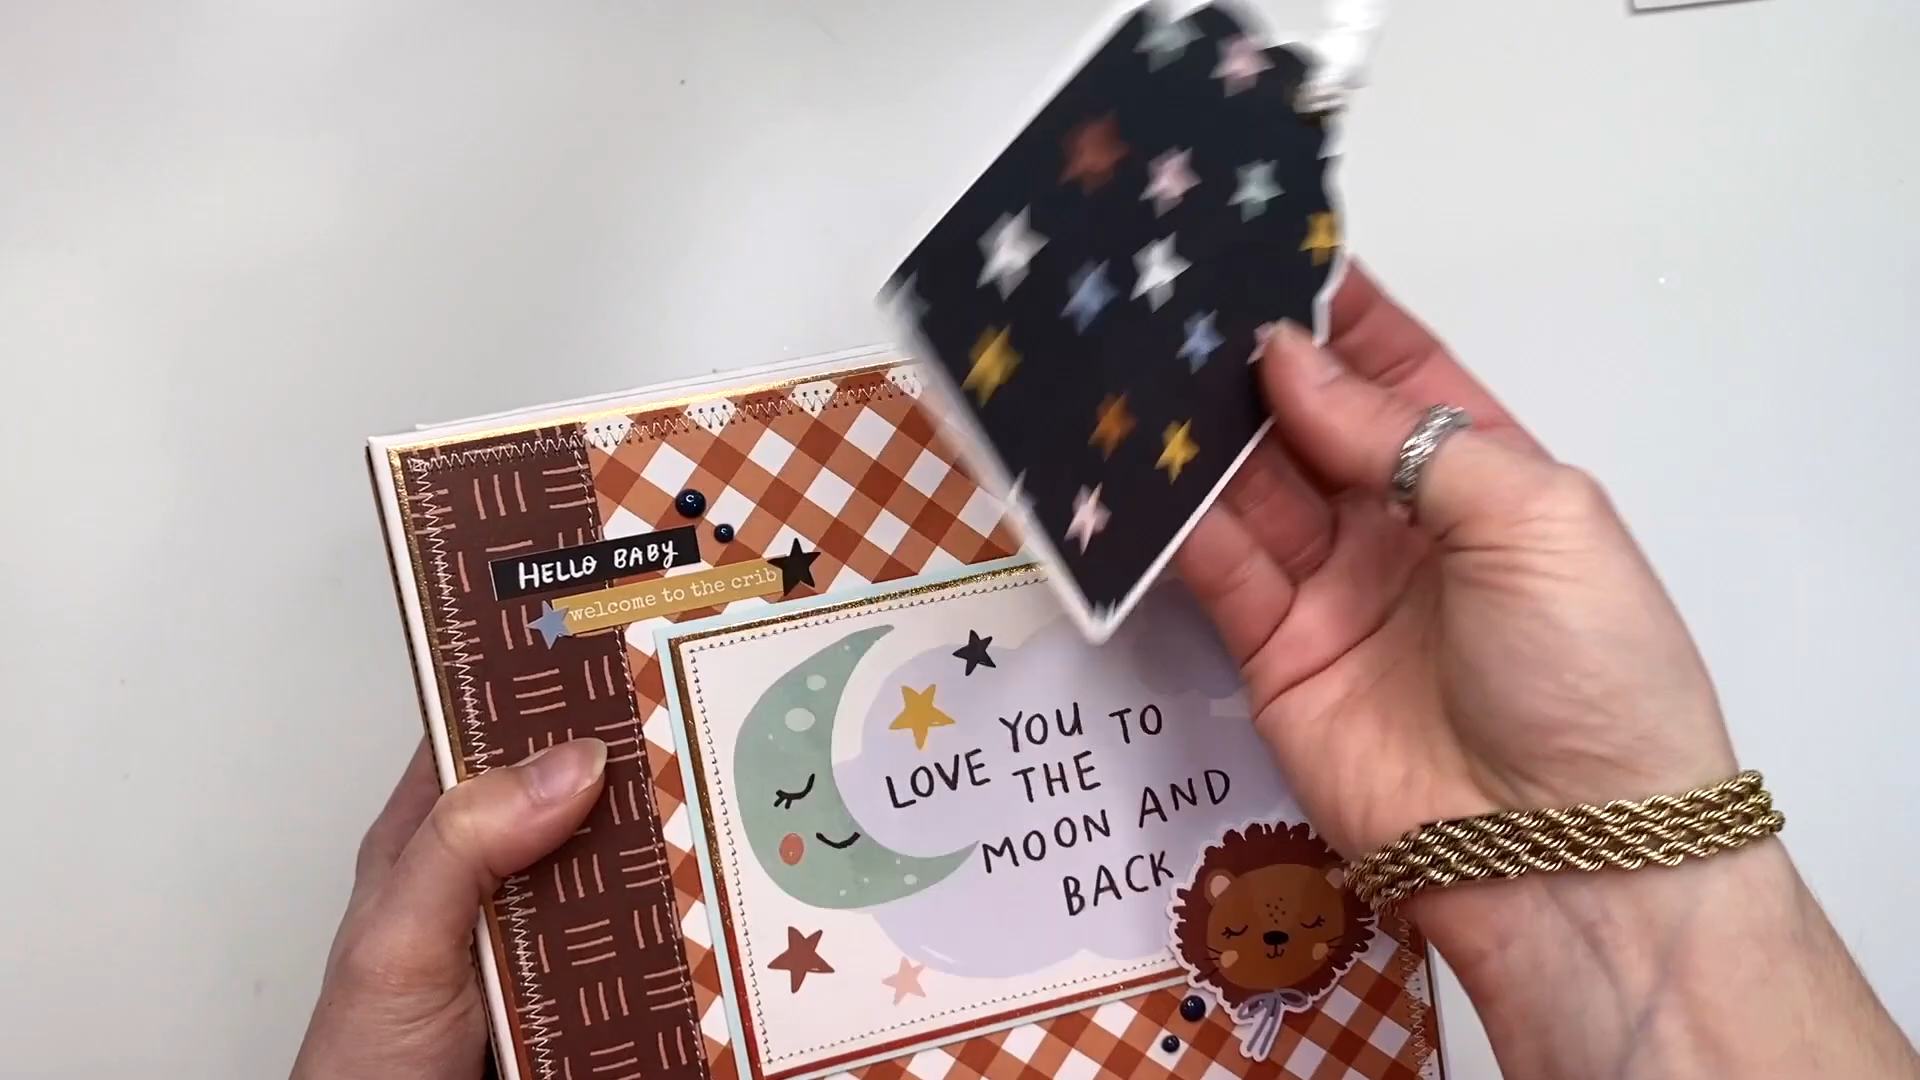 HELLO BABY
welcome to the crib
YOU TO
LOVE THE
MOON AND
BACK